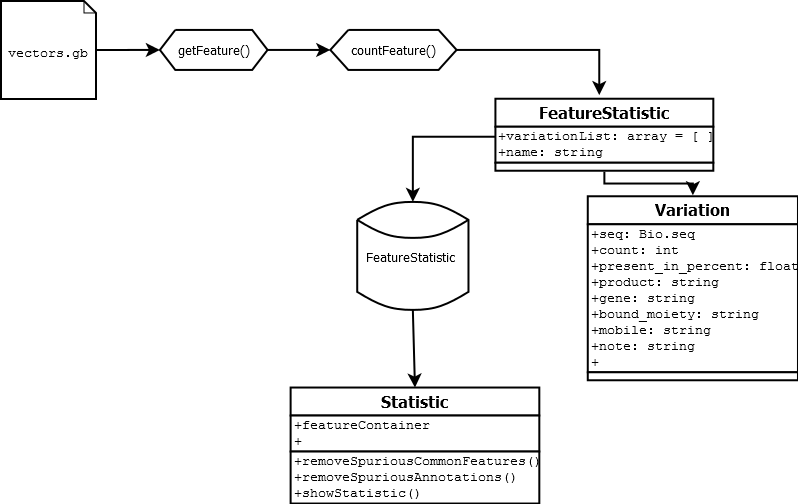 vectors.gb
getFeature()
countFeature()
FeatureStatistic
+variationList: array = [ ]
+name: string
Variation
+seq: Bio.seq
+count: int
+present_in_percent: float
+product: string
+gene: string
+bound_moiety: string
+mobile: string
+note: string
+
FeatureStatistic
Statistic
+featureContainer
+
+removeSpuriousCommonFeatures()
+removeSpuriousAnnotations()
+showStatistic()